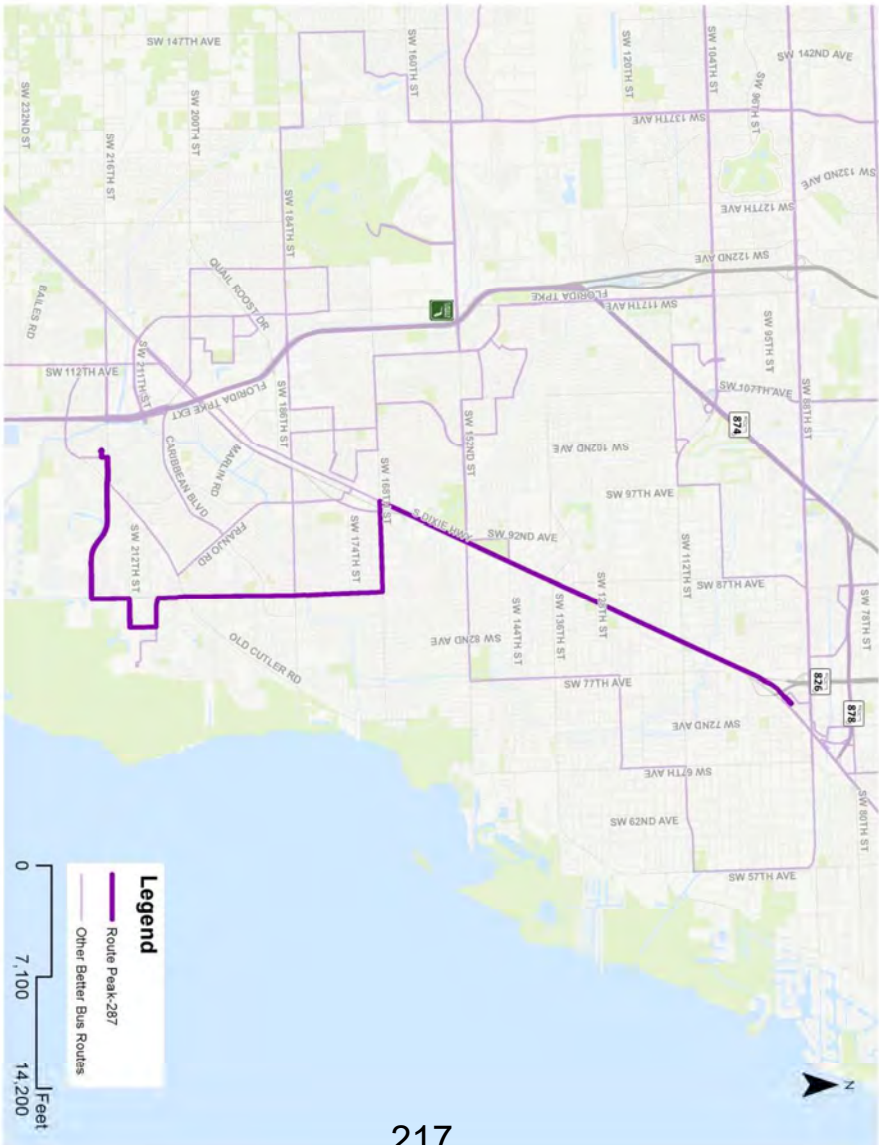 SW 147TH AVE
SW 160TH ST
SW 120TH ST
SW 104TH ST
SW 142ND AVE
SW 96TH ST
SW 137TH AVE
SW 232ND ST
SW 216TH ST
SW 200TH ST
SW 184TH ST
SW 132ND AVE
SW 127TH AVE
SW 122ND AVE
QUAIL ROOST DR
FLORIDA TPKE
SW 117TH AVE
BAILES RD
SW 95TH ST
SW 88TH ST
SW 107TH AVE
SW 112TH AVE
SW 211TH ST
FLORIDA TPKE EXT
SW 186TH ST
SW 152ND ST
874
CARIBBEAN BLVD
MARLIN RD
SW 102ND AVE
SW 168TH ST
SW 97TH AVE
FRANJO RD
S DIXIE HWY
SW 92ND AVE
SW 212TH ST
SW 174TH ST
SW 112TH ST
SW 87TH AVE
SW 78TH ST
SW 128TH ST
SW 136TH ST
SW 144TH ST
SW 82ND AVE
OLD CUTLER RD
SW 77TH AVE
826
878
SW 72ND AVE
SW 67TH AVE
SW 80TH ST
SW 62ND AVE
SW 57TH AVE
Legend
Route Peak-287
Other Better Bus Routes
0 7,100 14,200
Feet
N
217